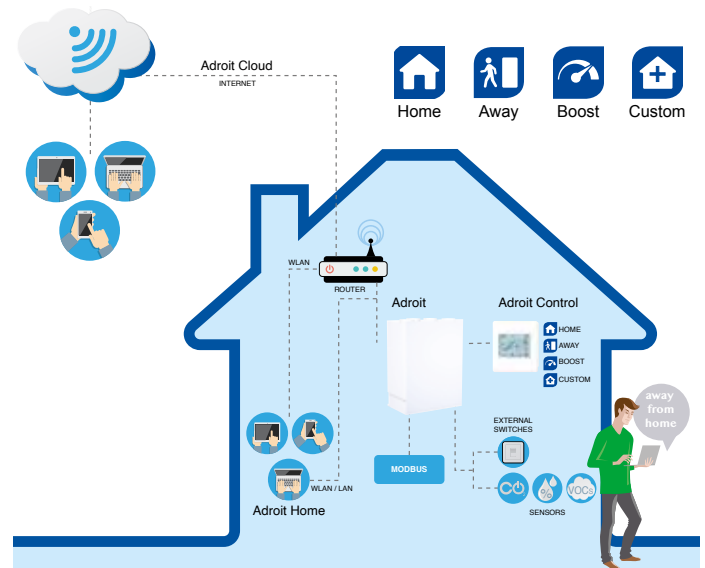 Adroit Cloud
INTERNET
Home
Away
Boost
Custom
WLAN
ROUTER
Adroit
Adroit Control
HOME
AWAY
BOOST
CUSTOM
away
from
home
EXTERNAL
SWITCHES
MODBUS
WLAN / LAN
Adroit Home
CO2
VOCs
SENSORS